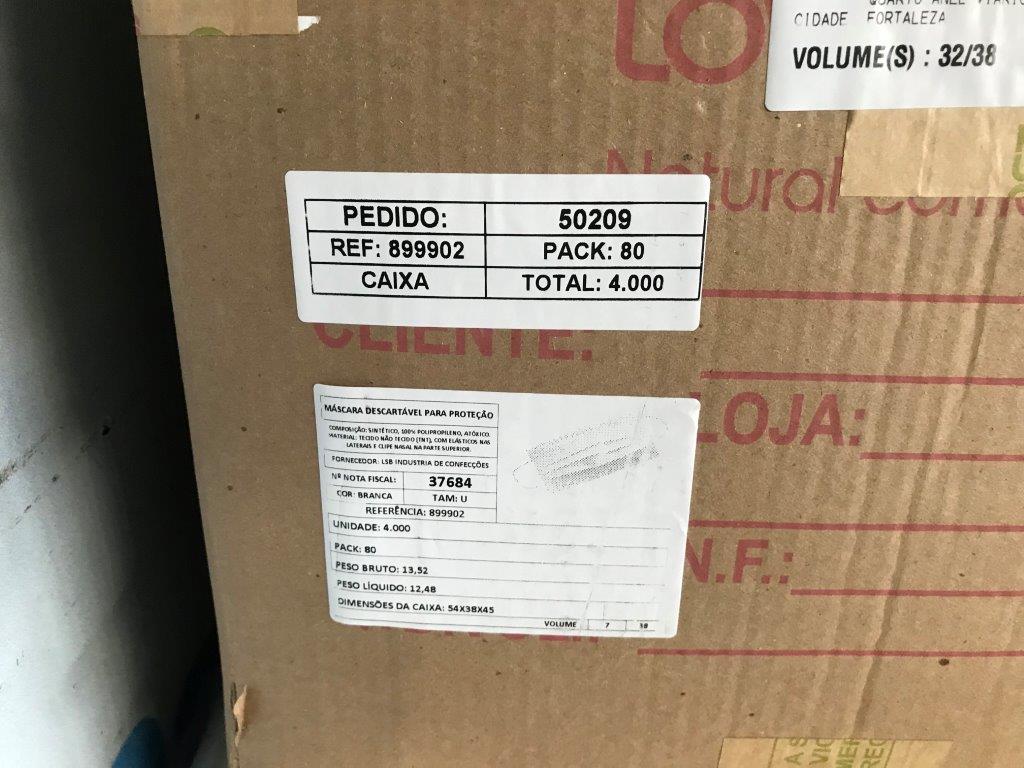 CIDADE FORTALEZA
VOLUME(S) : 32/38
LO
Natural
PEDIDO: 50209
REF: 899902 PACK: 80
CAIXA TOTAL: 4.000
CLIENTE:
MÁSCARA DESCARTÁVEL PARA PROTEÇÃO
COMPOSIÇÃO: SINTÉTICO, 100% POLIPROPILENO, ATÓXICO.
MATERIAL: TECIDO NÃO TECIDO (TNT), COM ELÁSTICOS NAS
LATERAIS E CLIPE NASAL NA PARTE SUPERIOR.
FORNECEDOR: LSB INDUSTRIA DE CONFECÇÕES
Nº NOTA FISCAL: 37684
COR: BRANCA TAM: U
REFERÊNCIA: 899902
UNIDADE: 4.000
PACK: 80
PESO BRUTO: 13,52
PESO LÍQUIDO: 12,48
DIMENSÕES DA CAIXA: 54X38X45
VOLUME 7 38
LOJA:
N.F.: